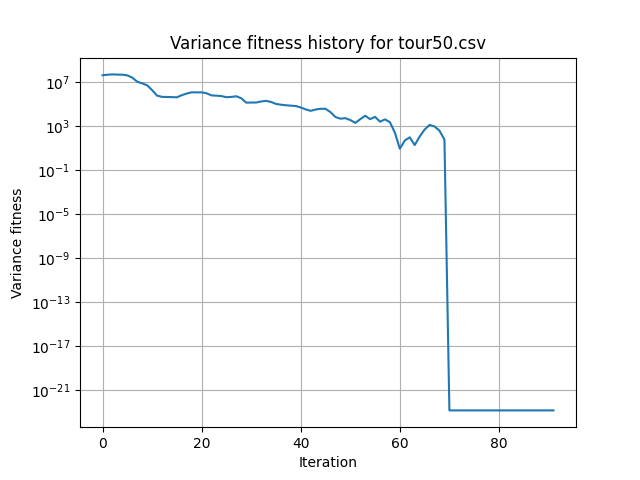 Variance fitness history for tour50.csv
10^7
10^3
10^−1
10^−5
10^−9
10^−13
10^−17
10^−21
Variance fitness
0 20 40 60 80
Iteration